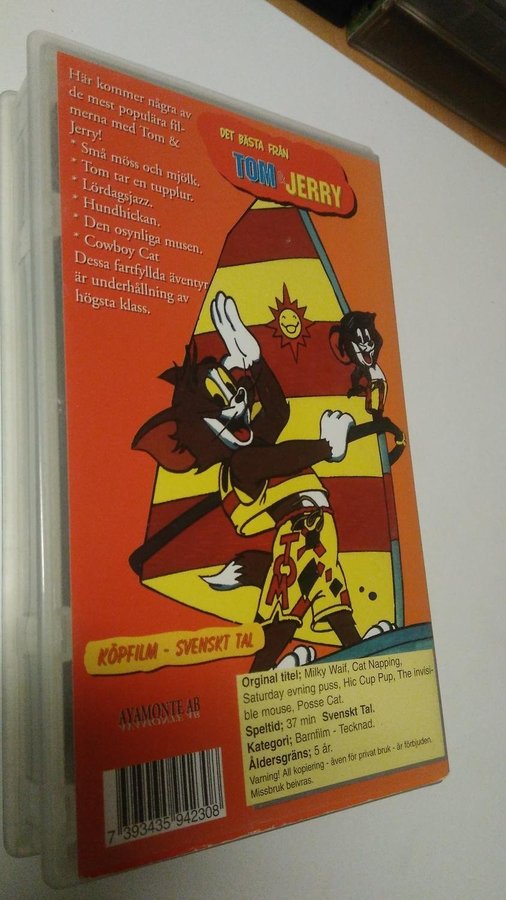 Här kommer några av
de mest populära fil-
merna med Tom &
Jerry!
* Små möss och mjölk.
* Tom tar en tupplur.
* Lördagsjazz.
* Hundhickan.
* Den osynliga musen.
* Cowboy Cat
Dessa fartfyllda äventyr
är underhållning av
högsta klass.
DET BÄSTA FRÅN
TOM & JERRY
TOM
KÖPFILM - SVENSKT TAL
AYAMONTE AB
Orginal titel; Milky Waif, Cat Napping,
Saturday evning puss, Hic Cup Pup, The invisi-
ble mouse, Posse Cat.
Speltid; 37 min Svenskt Tal.
Kategori; Barnfilm - Tecknad.
Åldersgräns; 5 år.
Varning! All kopiering - även för privat bruk - är förbjuden.
Missbruk beivras.
7 393435 942308